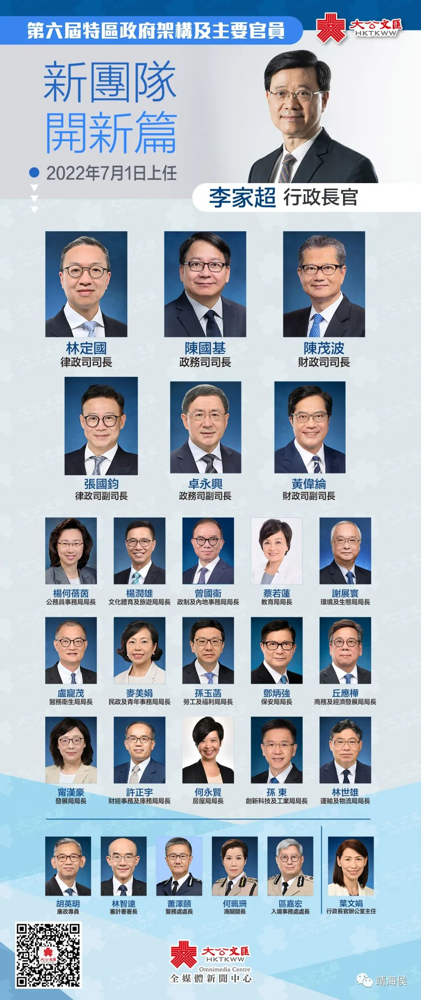 第六屆特區政府架構及主要官員
大公文匯
HKTKWW
新團隊
開新篇
2022年7月1日上任
李家超 行政長官
林定國
律政司司長
陳國基
政務司司長
陳茂波
財政司司長
張國鈞
律政司副司長
卓永興
政務司副司長
黃偉綸
財政司副司長
楊何蓓茵
公務員事務局局長
楊潤雄
文化體育及旅遊局局長
曾國衞
政制及內地事務局局長
蔡若蓮
教育局局長
謝展寰
環境及生態局局長
盧寵茂
醫務衞生局局長
麥美娟
民政及青年事務局局長
孫玉菡
勞工及福利局局長
鄧炳強
保安局局長
丘應樺
商務及經濟發展局局長
甯漢豪
發展局局長
許正宇
財經事務及庫務局局長
何永賢
房屋局局長
孫 東
創新科技及工業局局長
林世雄
運輸及物流局局長
胡英明
廉政專員
林智遠
審計署署長
蕭澤頤
警務處處長
何珮珊
海關關長
區嘉宏
入境事務處處長
葉文娟
行政長官辦公室主任
大公文匯
HKTKWW
大公文匯
HKTKWW
Omnimedia Centre
全媒體新聞中心
靖海侯